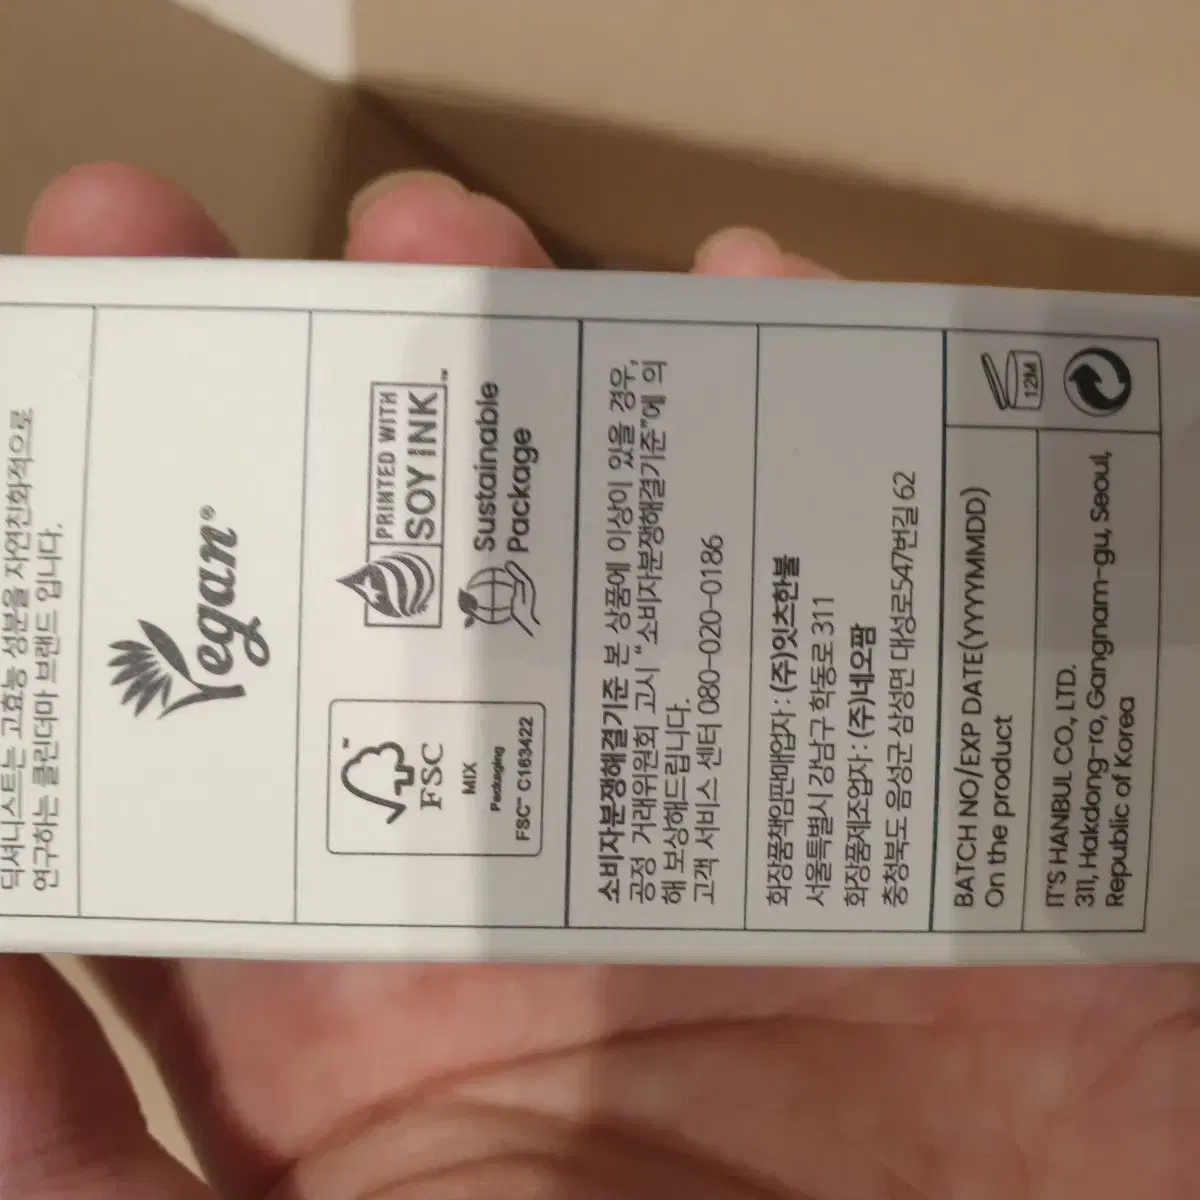 딕셔니스트는 고효능 성분을 자연친화적으로
연구하는 클린더마 브랜드 입니다.
Vegan®
FSC™
MIX
Packaging
FSC™ C163422
PRINTED WITH
SOY INK™
Sustainable
Package
소비자분쟁해결기준 본 상품에 이상이 있을 경우,
공정 거래위원회 고시 “소비자분쟁해결기준”에 의
해 보상해드립니다.
고객 서비스 센터 080-020-0186
화장품책임판매업자 : (주)잇츠한불
서울특별시 강남구 학동로 311
화장품제조업자 : (주)네오팜
충청북도 음성군 삼성면 대성로547번길 62
BATCH NO/EXP DATE(YYYYMMDD)
On the product
12M
IT'S HANBUL CO., LTD.
311, Hakdong-ro, Gangnam-gu, Seoul,
Republic of Korea